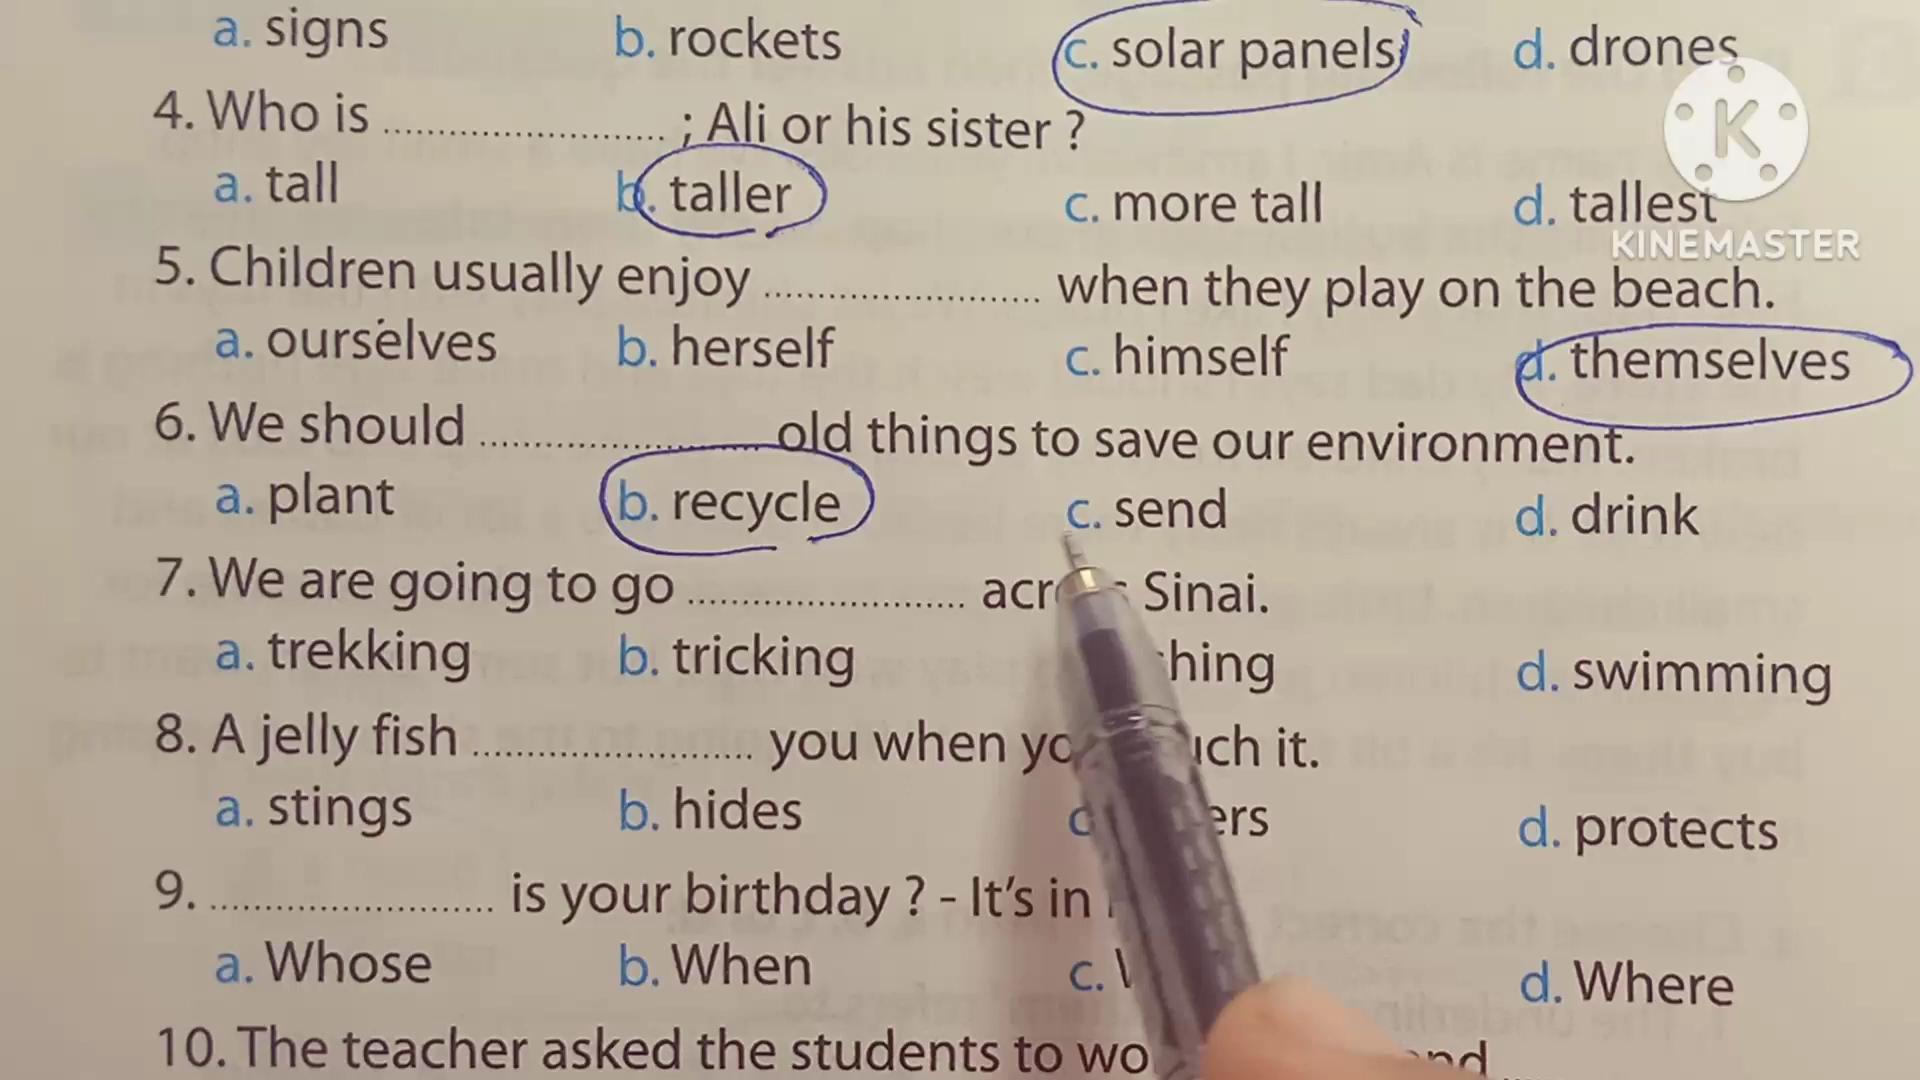 a. signs b. rockets c. solar panels d. drones
4. Who is ........................ ; Ali or his sister ?
a. tall b. taller c. more tall d. tallest
K
KINEMASTER
5. Children usually enjoy ........................ when they play on the beach.
a. ourselves b. herself c. himself d. themselves
6. We should ........................ old things to save our environment.
a. plant b. recycle c. send d. drink
7. We are going to go ........................ Sinai.
a. trekking b. tricking d. swimming
8. A jelly fish ........................ you when it.
a. stings b. hides d. protects
9. ........................ is your birthday ? - It's in
a. Whose b. When c. d. Where
10. The teacher asked the students to